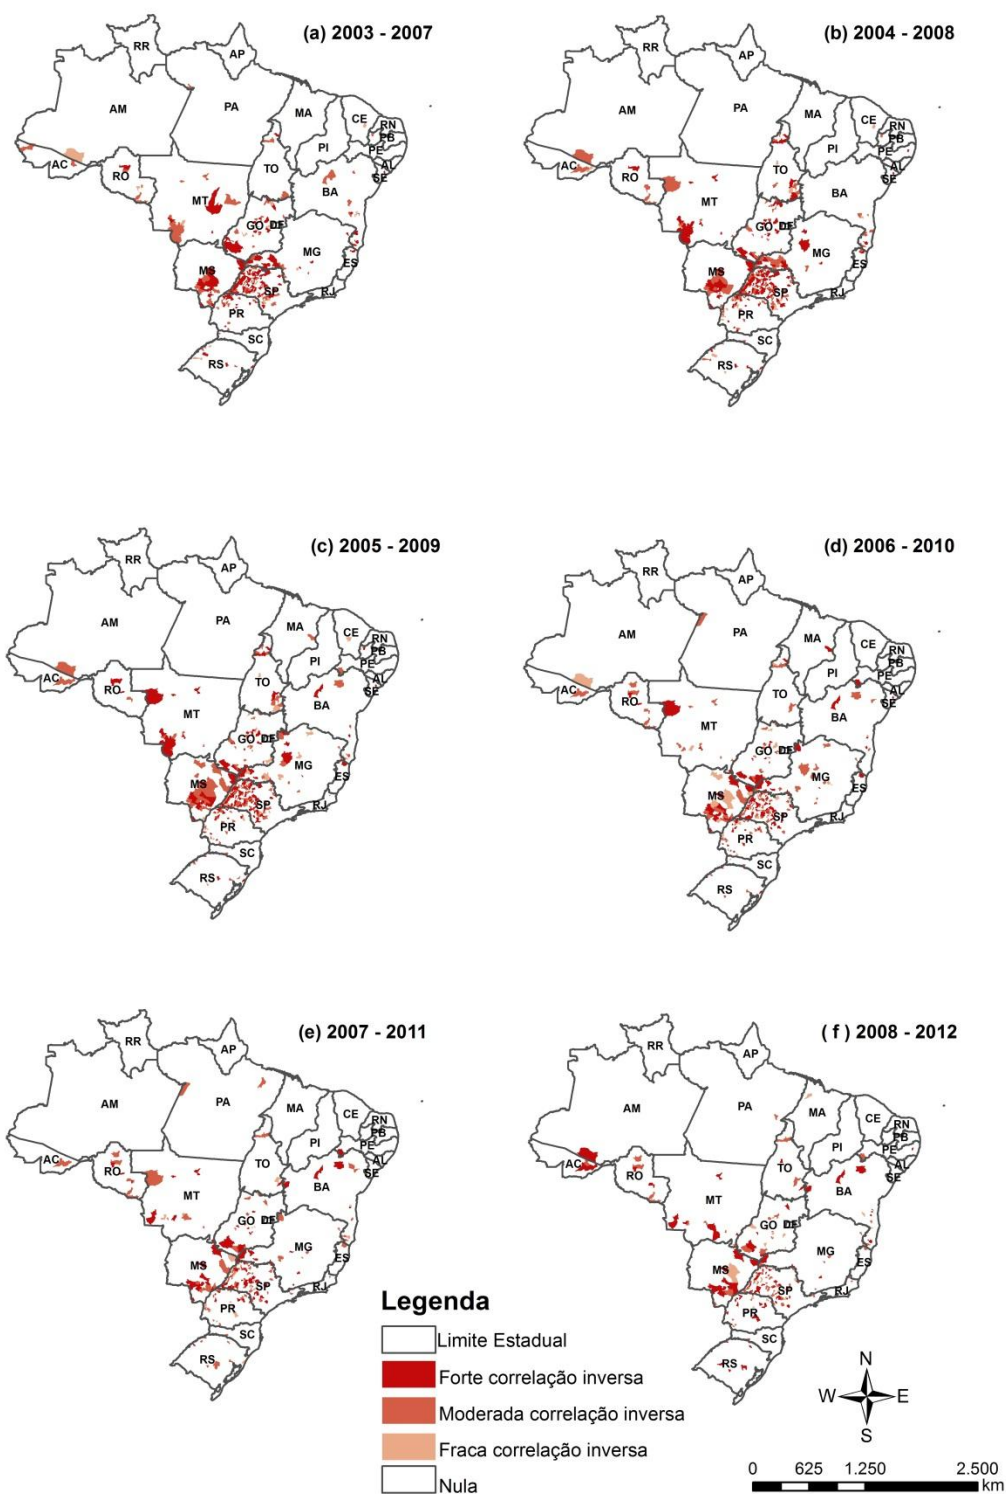 (a) 2003 - 2007
RR
AP
AM
PA
MA
CE
RN
PB
PE
AL
SE
PI
AC
RO
TO
BA
MT
GO
DF
MG
ES
MS
SP
RJ
PR
SC
RS
(b) 2004 - 2008
RR
AP
AM
PA
MA
CE
RN
PB
PE
AL
SE
PI
AC
RO
TO
BA
MT
GO
DF
MG
ES
MS
SP
RJ
PR
SC
RS
(c) 2005 - 2009
RR
AP
AM
PA
MA
CE
RN
PB
PE
AL
SE
PI
AC
RO
TO
BA
MT
GO
DF
MG
ES
MS
SP
RJ
PR
SC
RS
(d) 2006 - 2010
RR
AP
AM
PA
MA
CE
RN
PB
PE
AL
SE
PI
AC
RO
TO
BA
MT
GO
DF
MG
ES
MS
SP
RJ
PR
SC
RS
(e) 2007 - 2011
RR
AP
AM
PA
MA
CE
RN
PB
PE
AL
SE
PI
AC
RO
TO
BA
MT
GO
DF
MG
ES
MS
SP
RJ
PR
SC
RS
(f ) 2008 - 2012
RR
AP
AM
PA
MA
CE
RN
PB
PE
AL
SE
PI
AC
RO
TO
BA
MT
GO
DF
MG
ES
MS
SP
RJ
PR
SC
RS
Legenda
Limite Estadual
Forte correlação inversa
Moderada correlação inversa
Fraca correlação inversa
Nula
N
W E
S
0 625 1.250 2.500
km